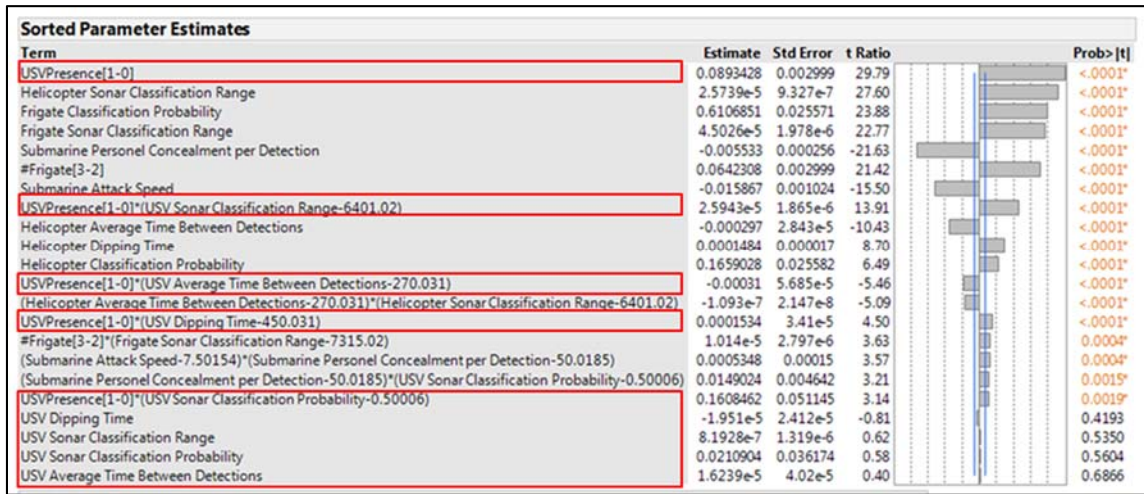 Sorted Parameter Estimates
Term Estimate Std Error t Ratio Prob>|t|
USVPresence[1-0] 0.0893428 0.002999 29.79 <.0001*
Helicopter Sonar Classification Range 2.5739e-5 9.327e-7 27.60 <.0001*
Frigate Classification Probability 0.6106851 0.025571 23.88 <.0001*
Frigate Sonar Classification Range 4.5026e-5 1.978e-6 22.77 <.0001*
Submarine Personel Concealment per Detection -0.005533 0.000256 -21.63 <.0001*
#Frigate[3-2] 0.0642308 0.002999 21.42 <.0001*
Submarine Attack Speed -0.015867 0.001024 -15.50 <.0001*
USVPresence[1-0]*(USV Sonar Classification Range-6401.02) 2.5943e-5 1.865e-6 13.91 <.0001*
Helicopter Average Time Between Detections -0.000297 2.843e-5 -10.43 <.0001*
Helicopter Dipping Time 0.0001484 0.000017 8.70 <.0001*
Helicopter Classification Probability 0.1659028 0.025582 6.49 <.0001*
USVPresence[1-0]*(USV Average Time Between Detections-270.031) -0.00031 5.685e-5 -5.46 <.0001*
(Helicopter Average Time Between Detections-270.031)*(Helicopter Sonar Classification Range-6401.02) -1.093e-7 2.147e-8 -5.09 <.0001*
USVPresence[1-0]*(USV Dipping Time-450.031) 0.0001534 3.41e-5 4.50 <.0001*
#Frigate[3-2]*(Frigate Sonar Classification Range-7315.02) 1.014e-5 2.797e-6 3.63 0.0004*
(Submarine Attack Speed-7.50154)*(Submarine Personel Concealment per Detection-50.0185) 0.0005348 0.00015 3.57 0.0004*
(Submarine Personel Concealment per Detection-50.0185)*(USV Sonar Classification Probability-0.50006) 0.0149024 0.004642 3.21 0.0015*
USVPresence[1-0]*(USV Sonar Classification Probability-0.50006) 0.1608462 0.051145 3.14 0.0019*
USV Dipping Time -1.951e-5 2.412e-5 -0.81 0.4193
USV Sonar Classification Range 8.1928e-7 1.319e-6 0.62 0.5350
USV Sonar Classification Probability 0.0210904 0.036174 0.58 0.5604
USV Average Time Between Detections 1.6239e-5 4.02e-5 0.40 0.6866